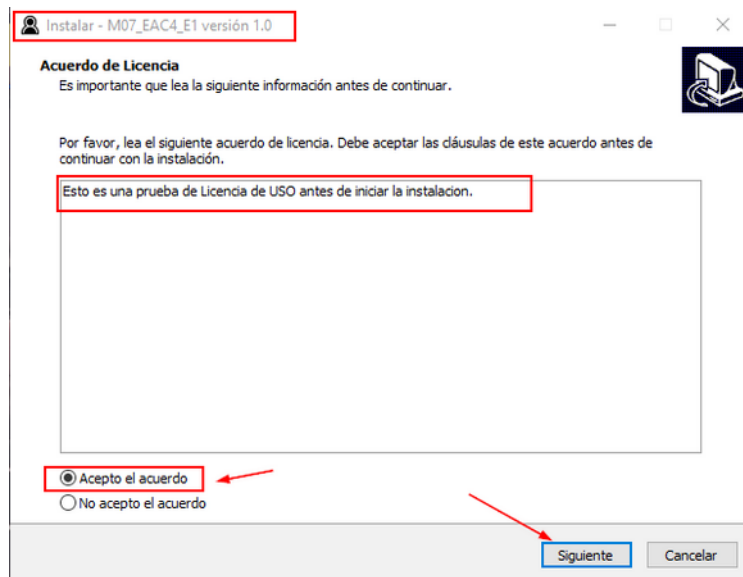 Instalar - M07_EAC4_E1 versión 1.0
Acuerdo de Licencia
Es importante que lea la siguiente información antes de continuar.
Por favor, lea el siguiente acuerdo de licencia. Debe aceptar las cláusulas de este acuerdo antes de
continuar con la instalación.
Esto es una prueba de Licencia de USO antes de iniciar la instalacion.
Acepto el acuerdo
No acepto el acuerdo
Siguiente
Cancelar